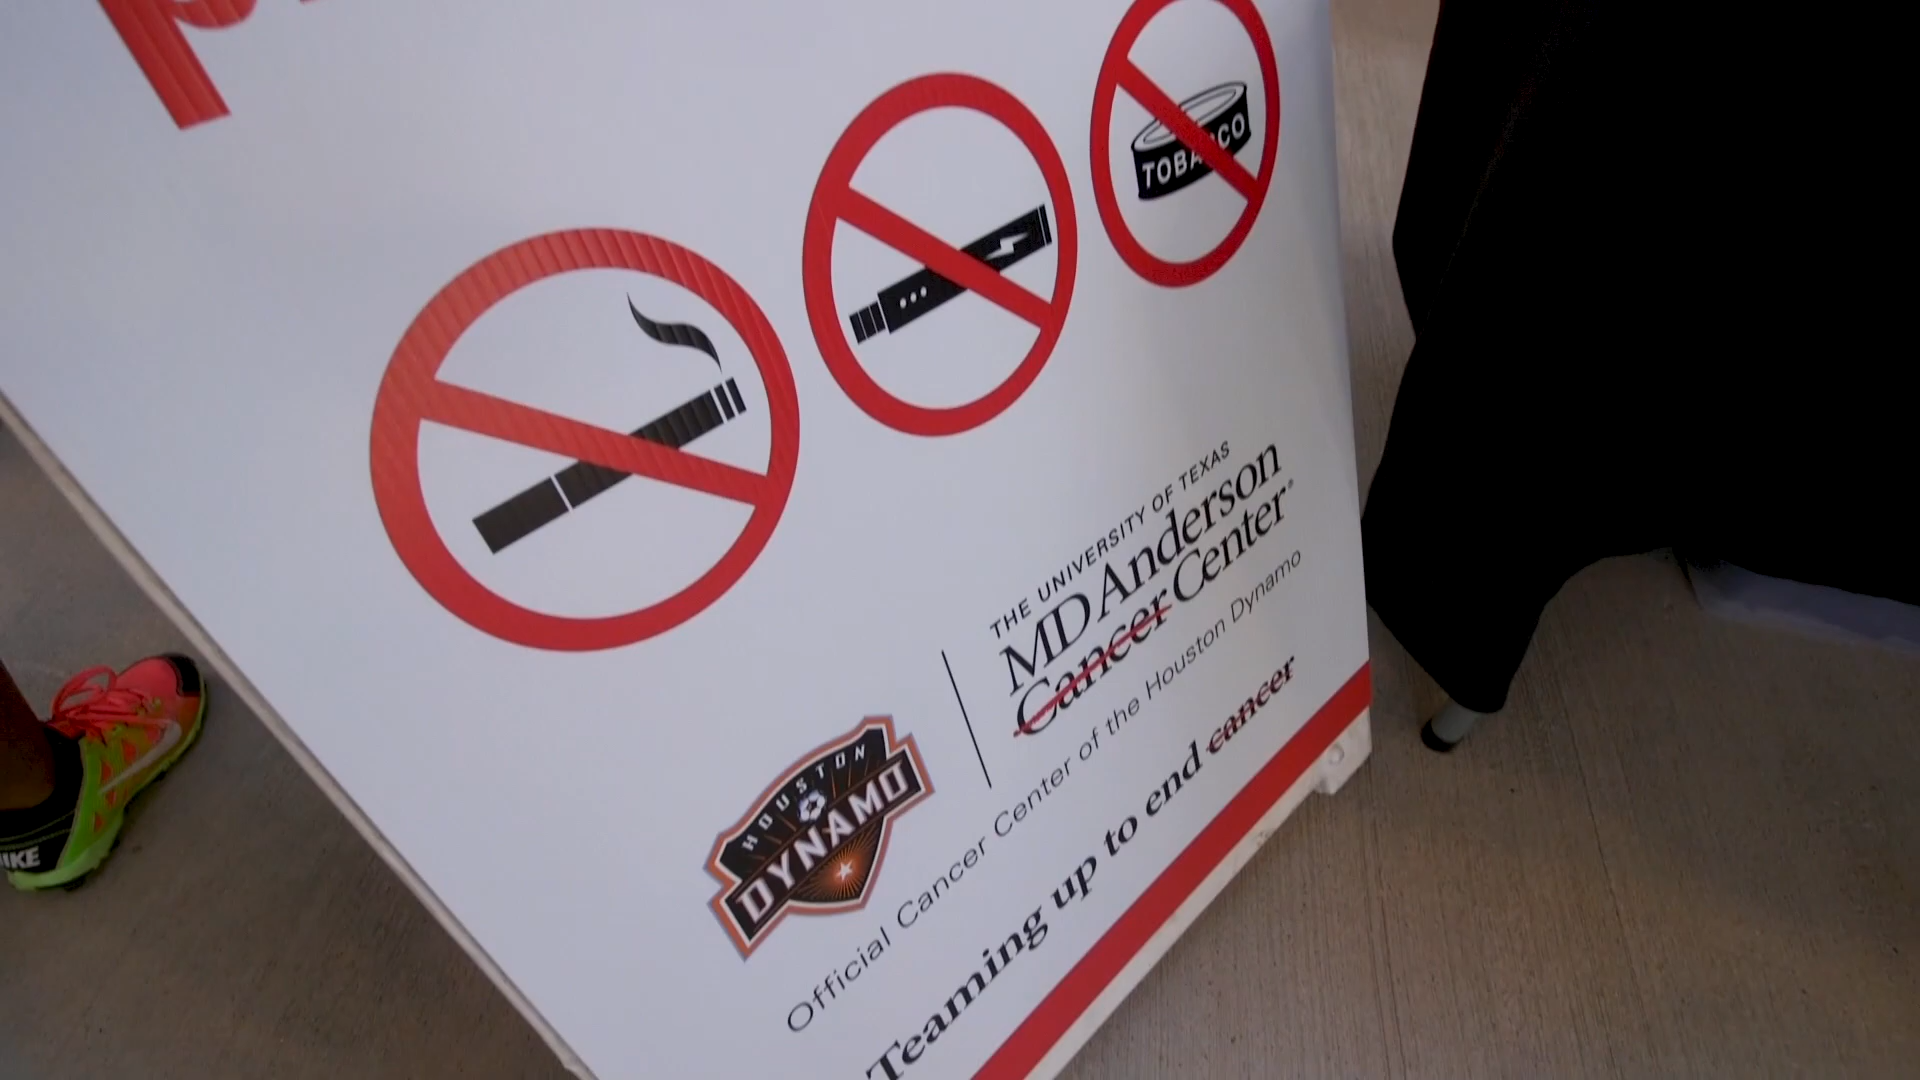 TOBACCO
THE UNIVERSITY OF TEXAS
MD Anderson
Cancer Center®
HOUSTON
DYNAMO
Official Cancer Center of the Houston Dynamo
Teaming up to end cancer
NIKE